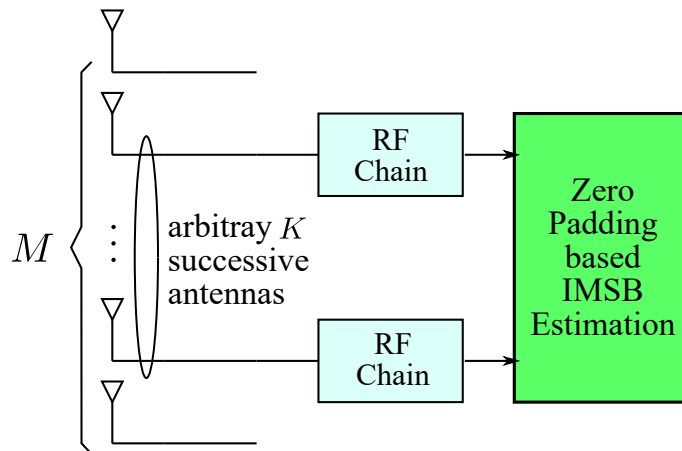 M
arbitray K
successive
antennas
RF
Chain
RF
Chain
Zero
Padding
based
IMSB
Estimation